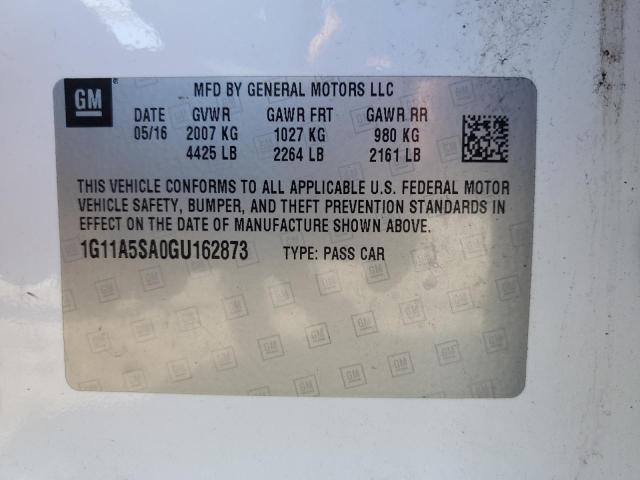 GM
MFD BY GENERAL MOTORS LLC
DATE GVWR GAWR FRT GAWR RR
05/16 2007 KG 1027 KG 980 KG
4425 LB 2264 LB 2161 LB
THIS VEHICLE CONFORMS TO ALL APPLICABLE U.S. FEDERAL MOTOR
VEHICLE SAFETY, BUMPER, AND THEFT PREVENTION STANDARDS IN
EFFECT ON THE DATE OF MANUFACTURE SHOWN ABOVE.
1G11A5SA0GU162873 TYPE: PASS CAR